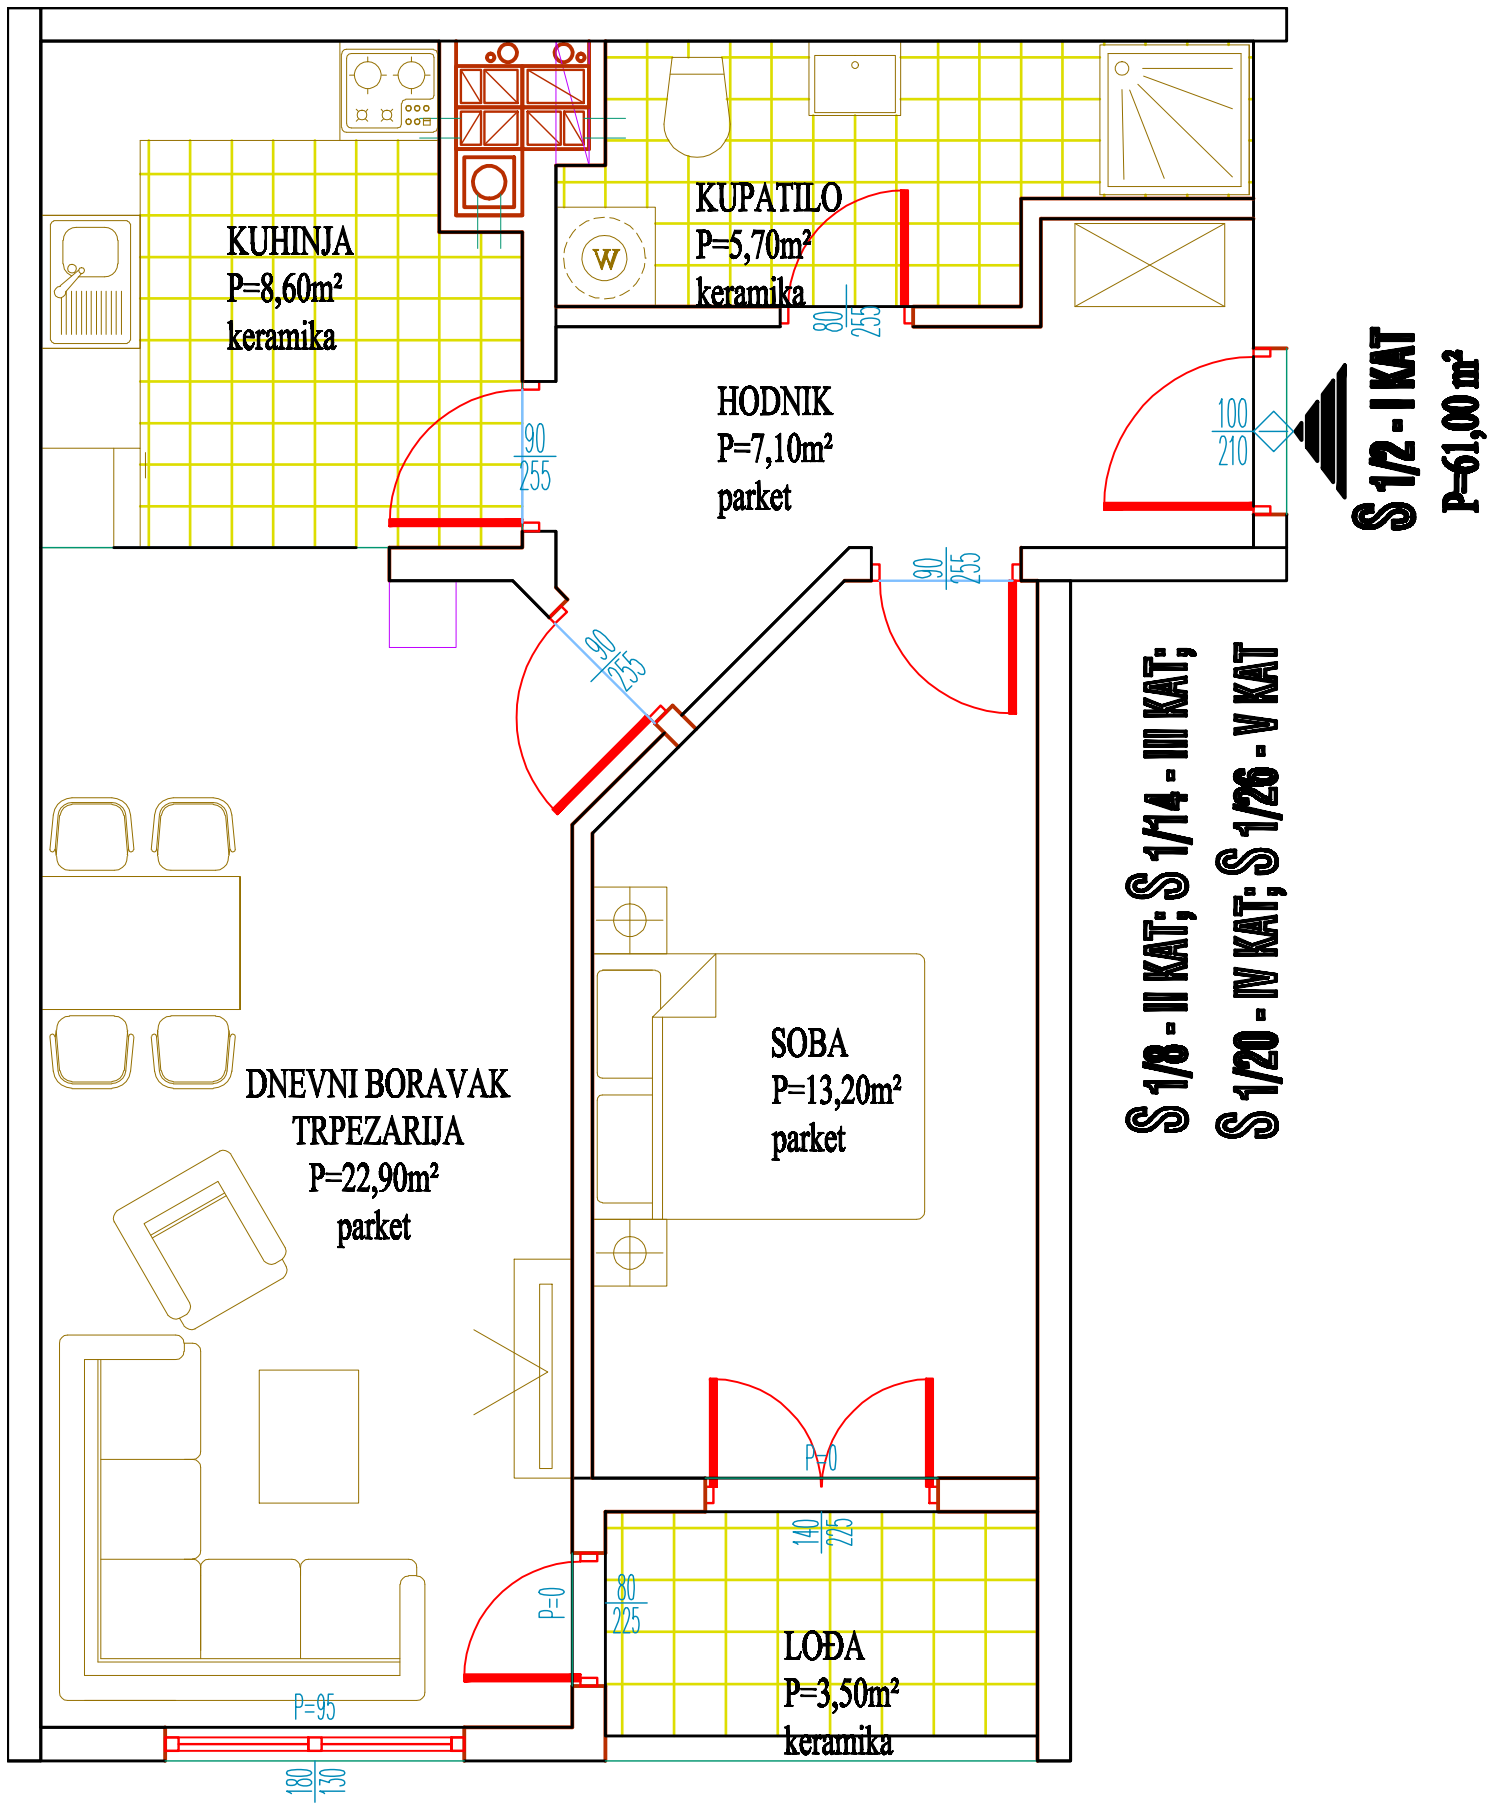 KUHINJA
P=8,60m²
keramika
KUPATILO
P=5,70m²
keramika
W
80
255
HODNIK
P=7,10m²
parket
90
255
100
210
90
255
90
255
S 1/2 - I KAT
P=61,00 m²
S 1/8 - II KAT; S 1/14 - III KAT;
S 1/20 - IV KAT; S 1/26 - V KAT
DNEVNI BORAVAK
TRPEZARIJA
P=22,90m²
parket
SOBA
P=13,20m²
parket
P=0
140
225
P=0
80
225
LOĐA
P=3,50m²
keramika
P=95
180
130